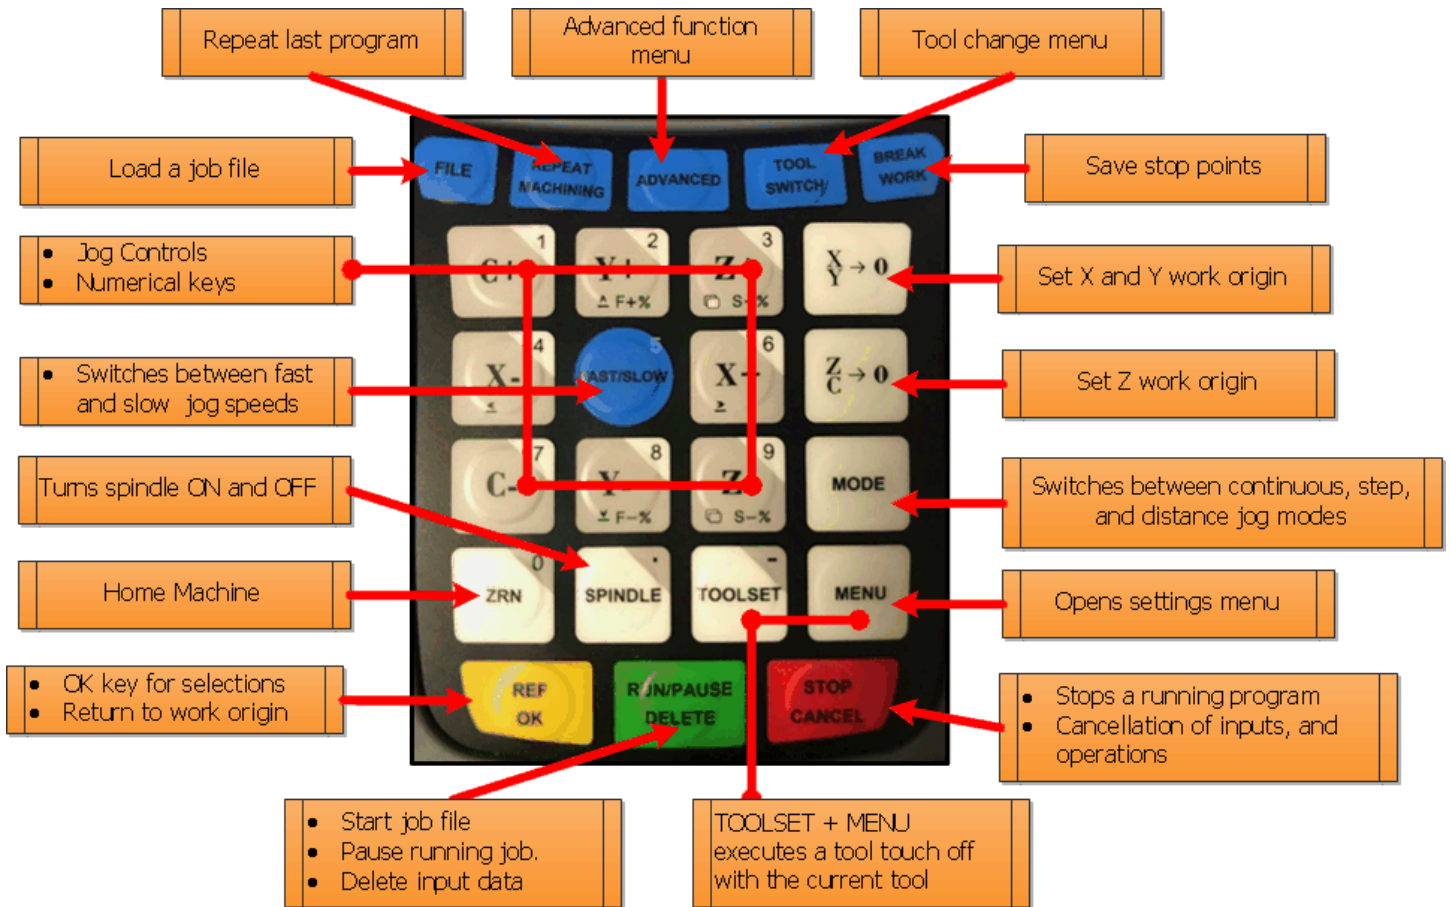 Repeat last program
Advanced function
menu
Tool change menu
Load a job file
Save stop points
• Jog Controls
• Numerical keys
Set X and Y work origin
• Switches between fast
and slow jog speeds
Set Z work origin
Turns spindle ON and OFF
Switches between continuous, step,
and distance jog modes
Home Machine
Opens settings menu
• OK key for selections
• Return to work origin
• Stops a running program
• Cancellation of inputs, and
operations
• Start job file
• Pause running job.
• Delete input data
TOOLSET + MENU
executes a tool touch off
with the current tool
FILE
REPEAT
MACHINING
ADVANCED
TOOL
SWITCH
BREAK
WORK
1
C+
2
Y+
F+%
3
Z+
S+%
X
Y → 0
4
X-
<
5
FAST/SLOW
6
X+
>
Z
C → 0
7
C-
8
Y-
F-%
9
Z-
S-%
MODE
0
ZRN
.
SPINDLE
-
TOOLSET
MENU
REF
OK
RUN/PAUSE
DELETE
STOP
CANCEL